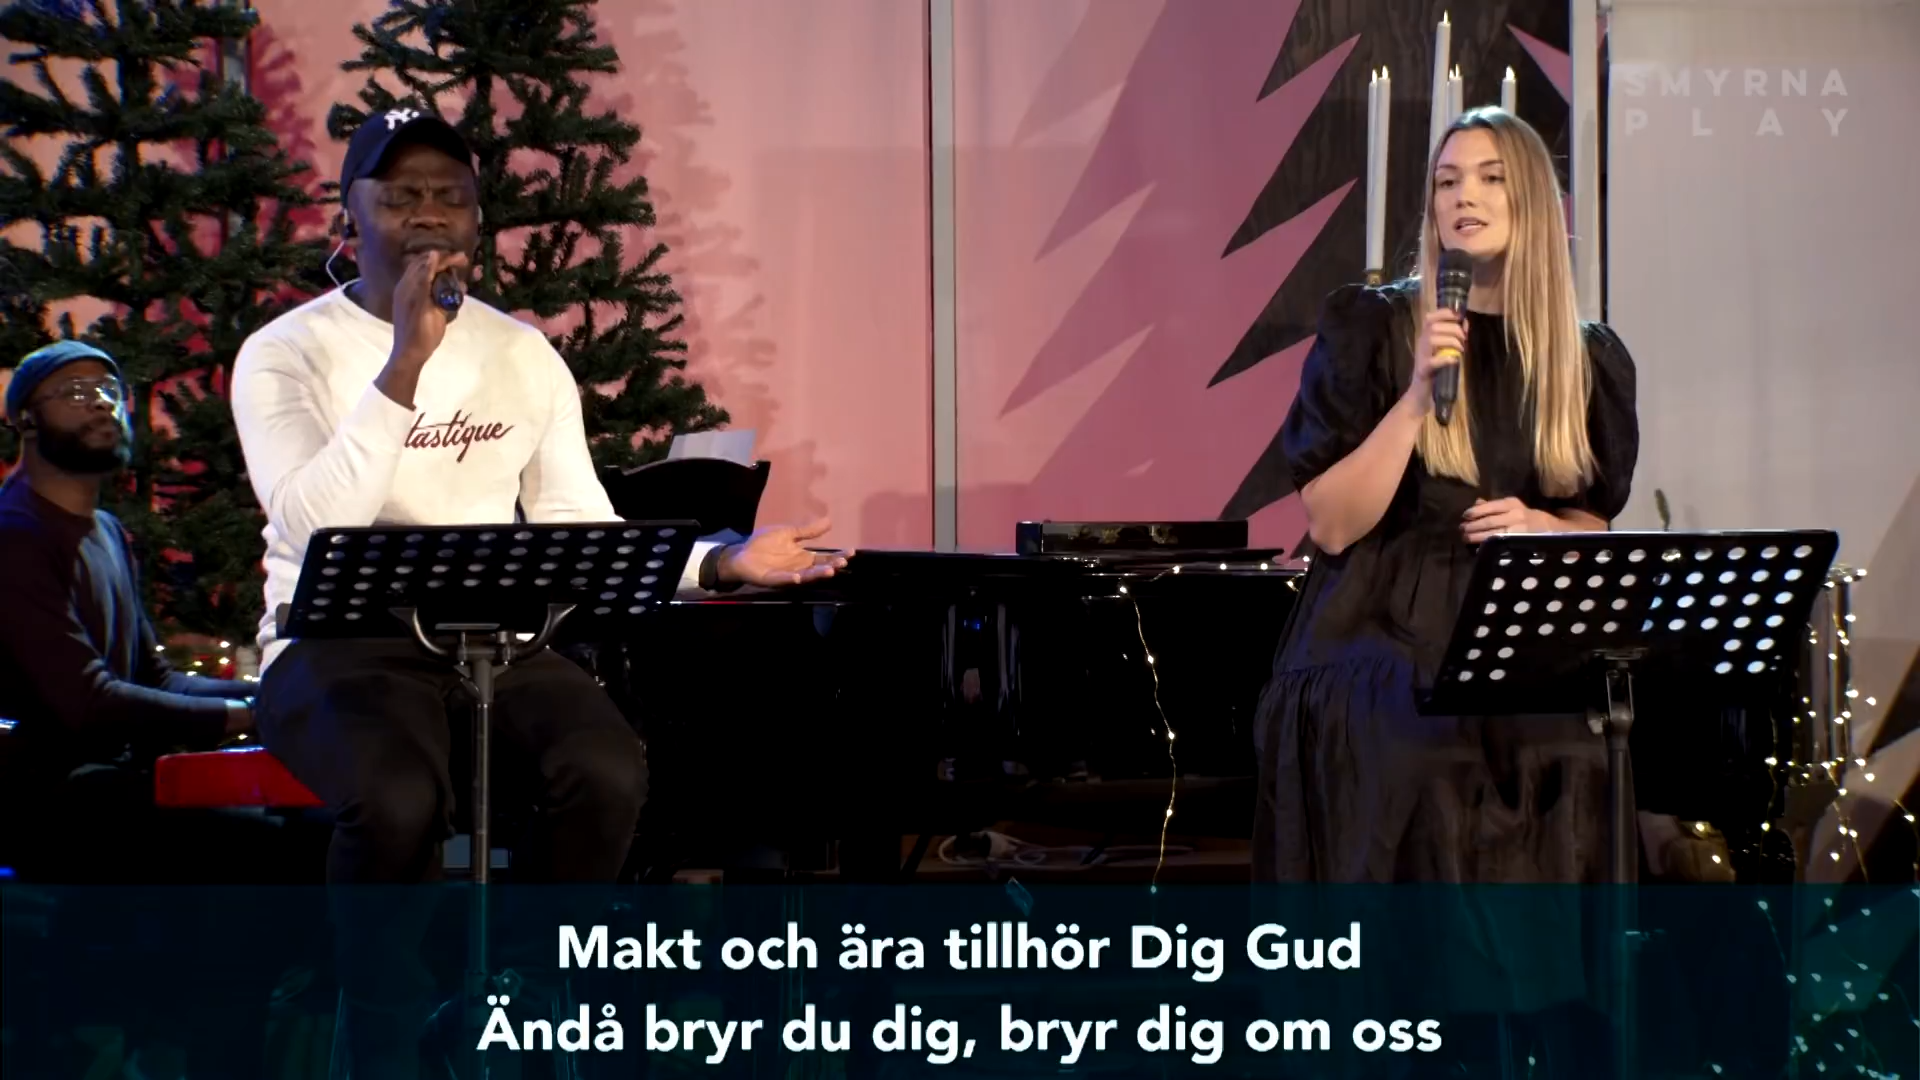 SMYRNA
PLAY
tastique
Makt och ära tillhör Dig Gud
Ändå bryr du dig, bryr dig om oss